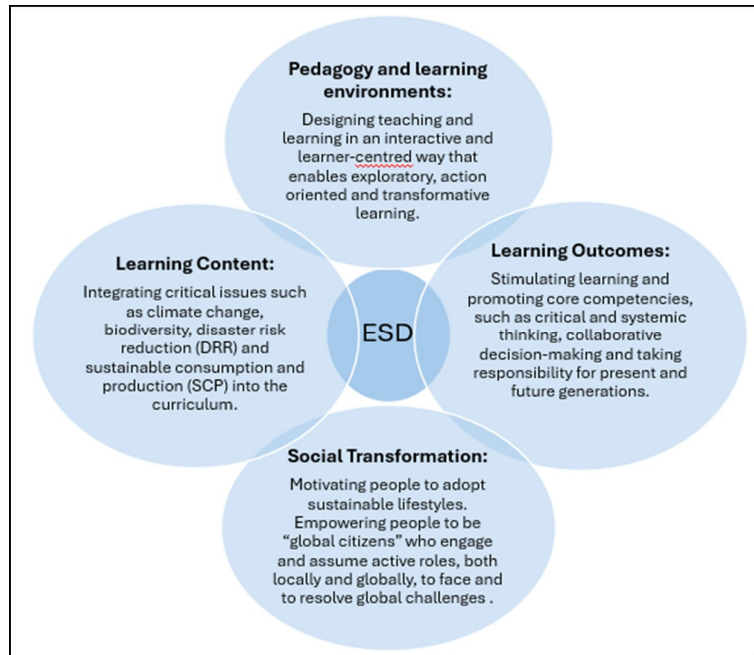 Pedagogy and learning
environments:
Designing teaching and
learning in an interactive and
learner-centred way that
enables exploratory, action
oriented and transformative
learning.
Learning Content:
Integrating critical issues such
as climate change,
biodiversity, disaster risk
reduction (DRR) and
sustainable consumption and
production (SCP) into the
curriculum.
ESD
Learning Outcomes:
Stimulating learning and
promoting core competencies,
such as critical and systemic
thinking, collaborative
decision-making and taking
responsibility for present and
future generations.
Social Transformation:
Motivating people to adopt
sustainable lifestyles.
Empowering people to be
“global citizens” who engage
and assume active roles, both
locally and globally, to face and
to resolve global challenges .